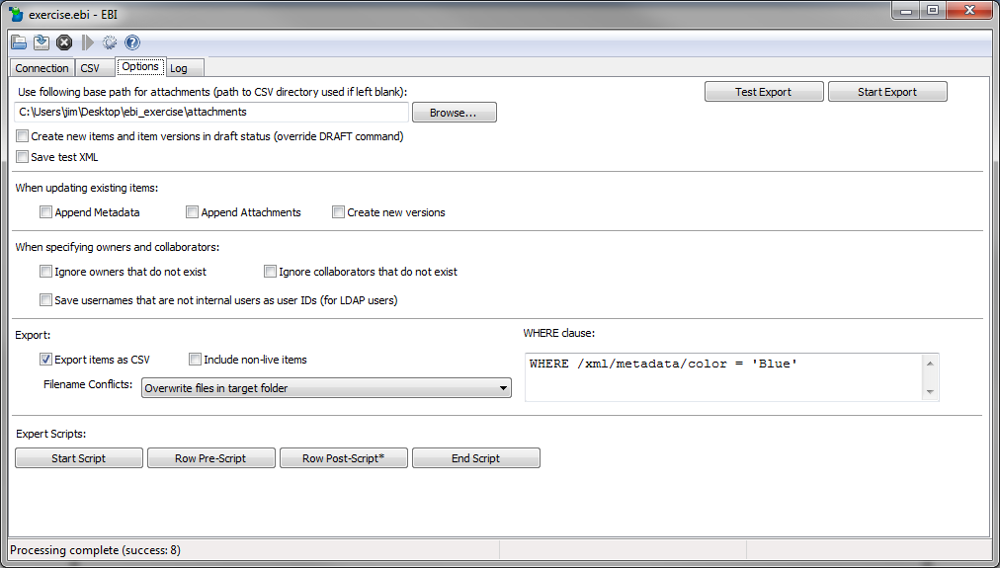 exercise.ebi - EBI
Connection CSV Options Log
Use following base path for attachments (path to CSV directory used if left blank):
Test Export Start Export
C:\Users\jim\Desktop\ebi_exercise\attachments Browse...
Create new items and item versions in draft status (override DRAFT command)
Save test XML
When updating existing items:
Append Metadata Append Attachments Create new versions
When specifying owners and collaborators:
Ignore owners that do not exist Ignore collaborators that do not exist
Save usernames that are not internal users as user IDs (for LDAP users)
Export: WHERE clause:
Export items as CSV Include non-live items WHERE /xml/metadata/color = 'Blue'
Filename Conflicts: Overwrite files in target folder
Expert Scripts:
Start Script Row Pre-Script Row Post-Script* End Script
Processing complete (success: 8)